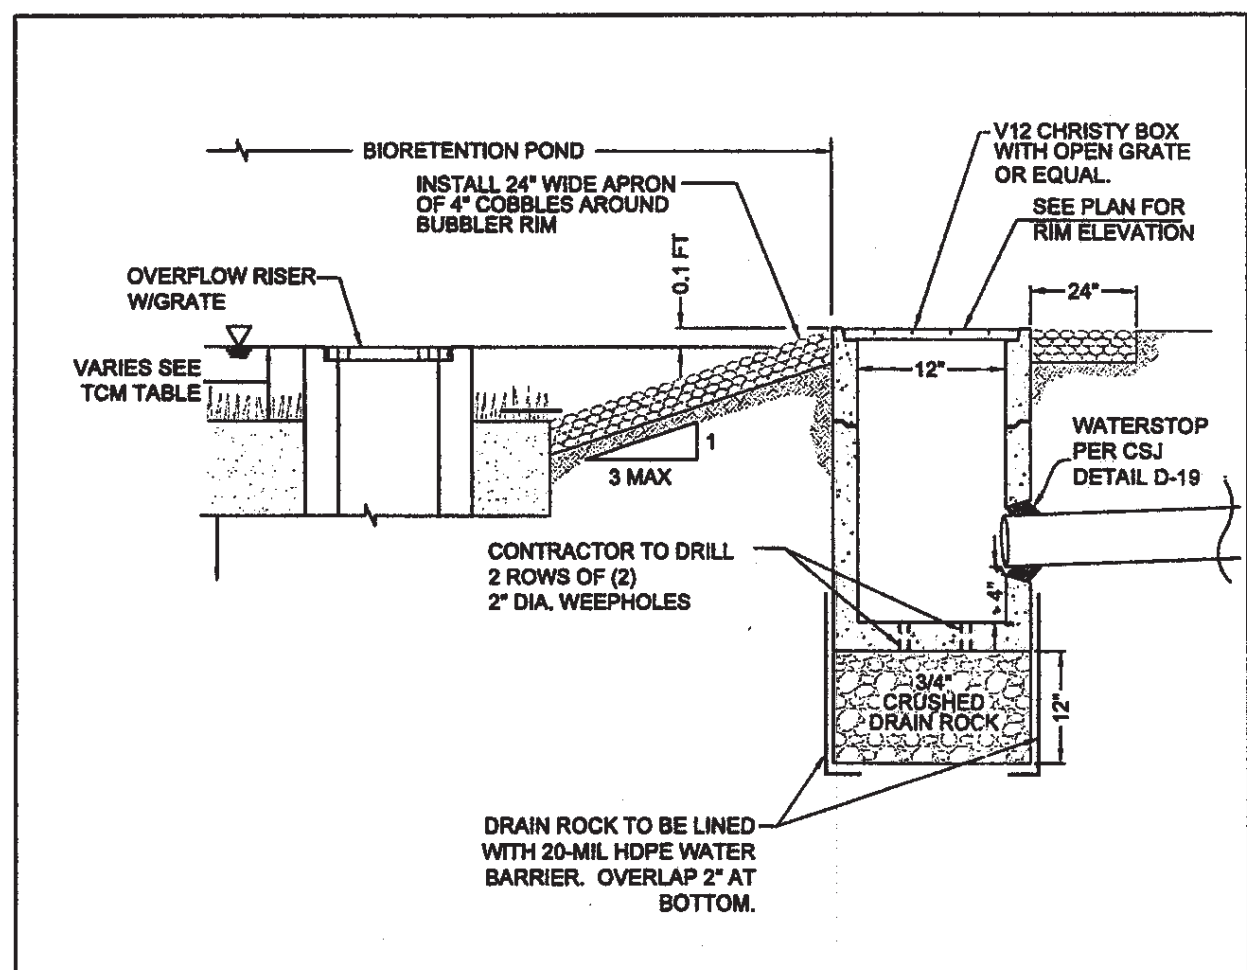 BIORETENTION POND
V12 CHRISTY BOX
WITH OPEN GRATE
OR EQUAL.
INSTALL 24" WIDE APRON
OF 4" COBBLES AROUND
BUBBLER RIM
SEE PLAN FOR
RIM ELEVATION
0.1 FT
OVERFLOW RISER
W/GRATE
24"
VARIES SEE
TCM TABLE
12"
1
3 MAX
WATERSTOP
PER CSJ
DETAIL D-19
CONTRACTOR TO DRILL
2 ROWS OF (2)
2" DIA. WEEPHOLES
4"
3/4"
CRUSHED
DRAIN ROCK
12"
DRAIN ROCK TO BE LINED
WITH 20-MIL HDPE WATER
BARRIER. OVERLAP 2" AT
BOTTOM.